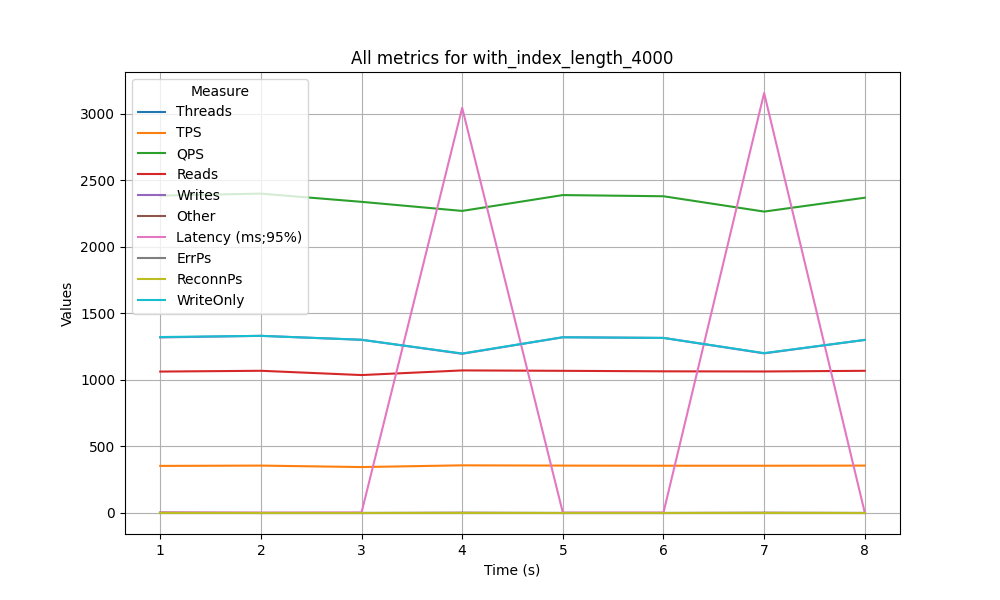 All metrics for with_index_length_4000
Measure
Threads
TPS
QPS
Reads
Writes
Other
Latency (ms;95%)
ErrPs
ReconnPs
WriteOnly
Values
3000
2500
2000
1500
1000
500
0
1 2 3 4 5 6 7 8
Time (s)